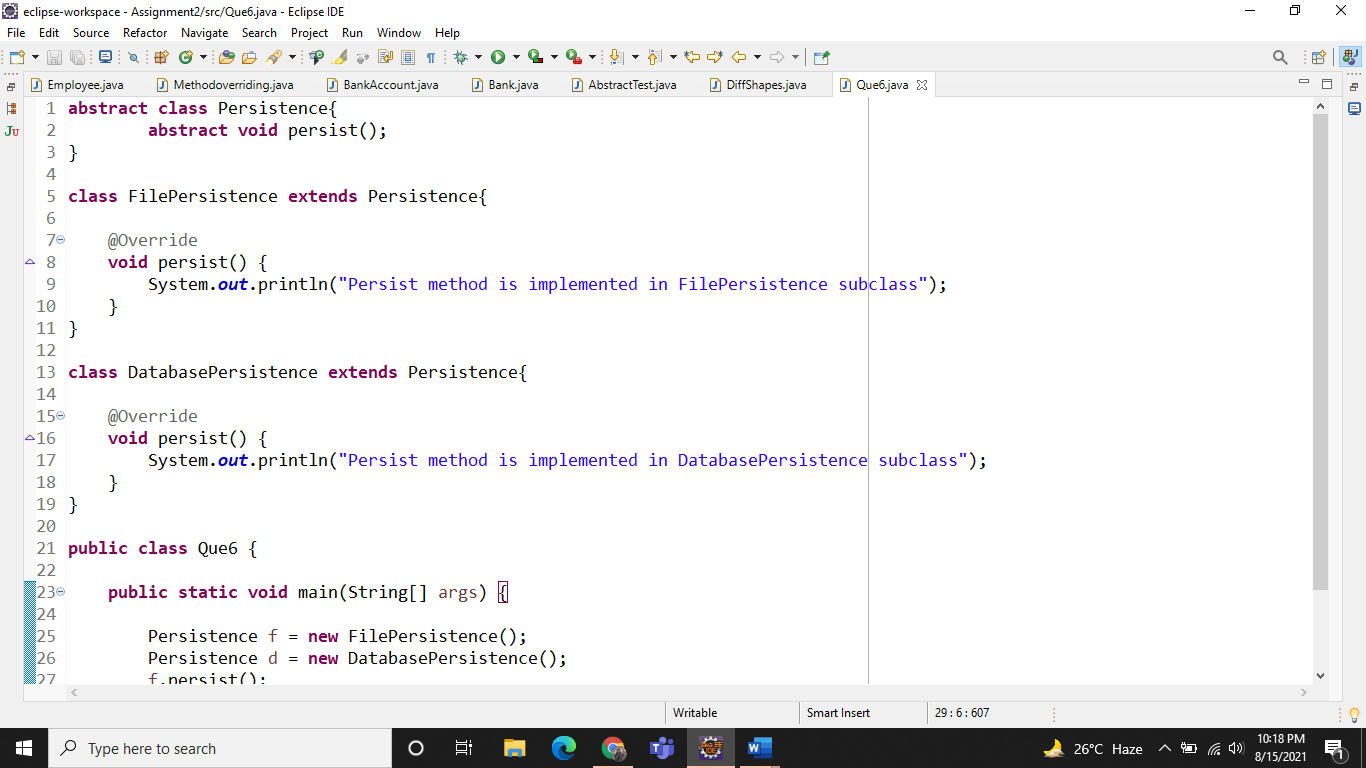 eclipse-workspace - Assignment2/src/Que6.java - Eclipse IDE
File Edit Source Refactor Navigate Search Project Run Window Help
Employee.java Methodoverriding.java BankAccount.java Bank.java AbstractTest.java DiffShapes.java Que6.java
1 abstract class Persistence{
2 abstract void persist();
3 }
4
5 class FilePersistence extends Persistence{
6
7 @Override
8 void persist() {
9 System.out.println("Persist method is implemented in FilePersistence subclass");
10 }
11 }
12
13 class DatabasePersistence extends Persistence{
14
15 @Override
16 void persist() {
17 System.out.println("Persist method is implemented in DatabasePersistence subclass");
18 }
19 }
20
21 public class Que6 {
22
23 public static void main(String[] args) {
24
25 Persistence f = new FilePersistence();
26 Persistence d = new DatabasePersistence();
27 f.persist();
Writable Smart Insert 29 : 6 : 607
Type here to search
26°C Haze
10:18 PM
8/15/2021
1